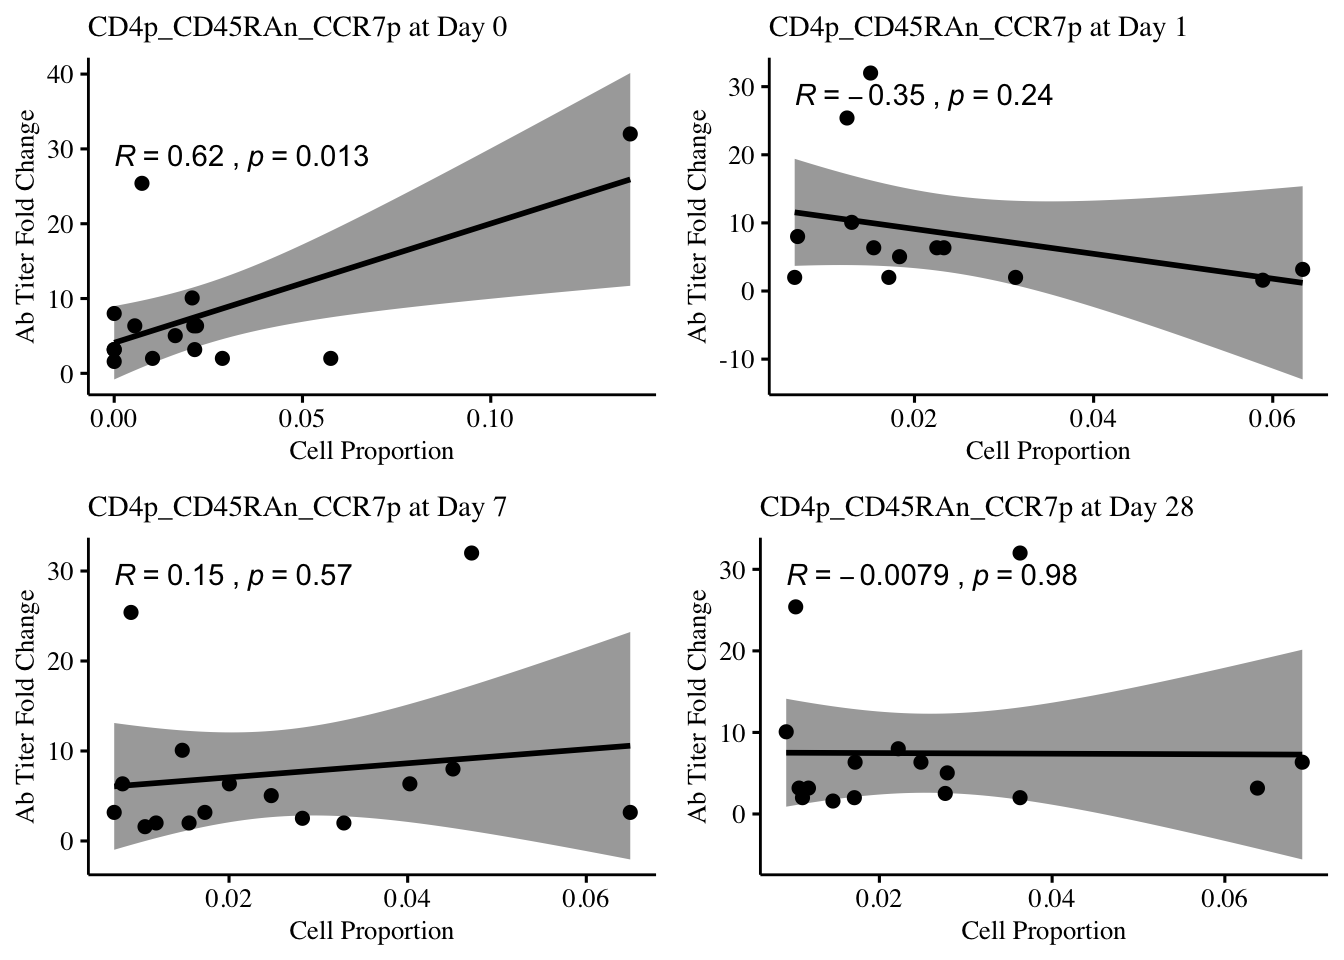 CD4p_CD45RAn_CCR7p at Day 0
40
30
20
10
0
Ab Titer Fold Change
R = 0.62 , p = 0.013
0.00 0.05 0.10
Cell Proportion
CD4p_CD45RAn_CCR7p at Day 1
30
20
10
0
-10
Ab Titer Fold Change
R = −0.35 , p = 0.24
0.02 0.04 0.06
Cell Proportion
CD4p_CD45RAn_CCR7p at Day 7
30
20
10
0
Ab Titer Fold Change
R = 0.15 , p = 0.57
0.02 0.04 0.06
Cell Proportion
CD4p_CD45RAn_CCR7p at Day 28
30
20
10
0
Ab Titer Fold Change
R = −0.0079 , p = 0.98
0.02 0.04 0.06
Cell Proportion